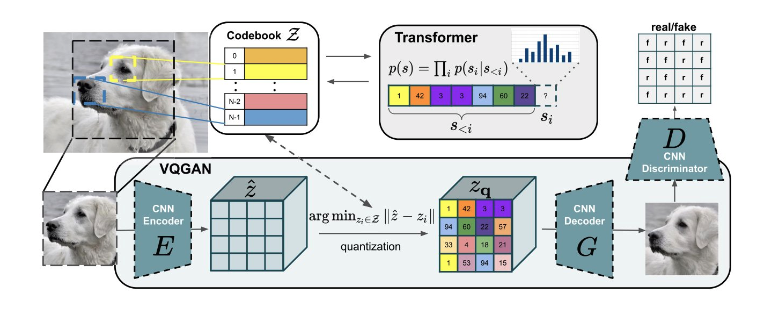 Codebook 𝒵
0
1
⋮ ⋮
N-2
N-1
Transformer
p(s) = ∏ᵢ p(sᵢ|s<ᵢ)
1 42 3 3 94 60 22 ?
s<ᵢ sᵢ
real/fake
f r f r
r r f f
r f r r
f r r r
VQGAN
CNN
Encoder
E
ẑ
arg min_{zᵢ∈𝒵} ‖ẑ − zᵢ‖
quantization
z_q
1 42 3 3
94 60 22 57
33 4 18 21
1 53 94 15
CNN
Decoder
G
D
CNN
Discriminator